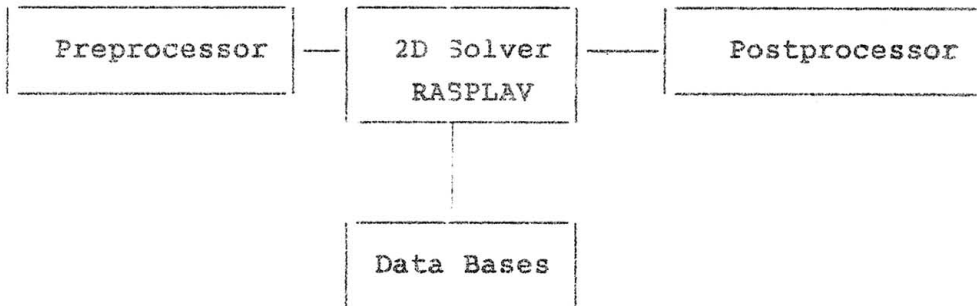 Preprocessor
2D Solver
RASPLAV
Postprocessor
Data Bases